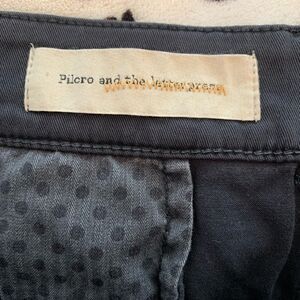 Pilcro and the letterpress